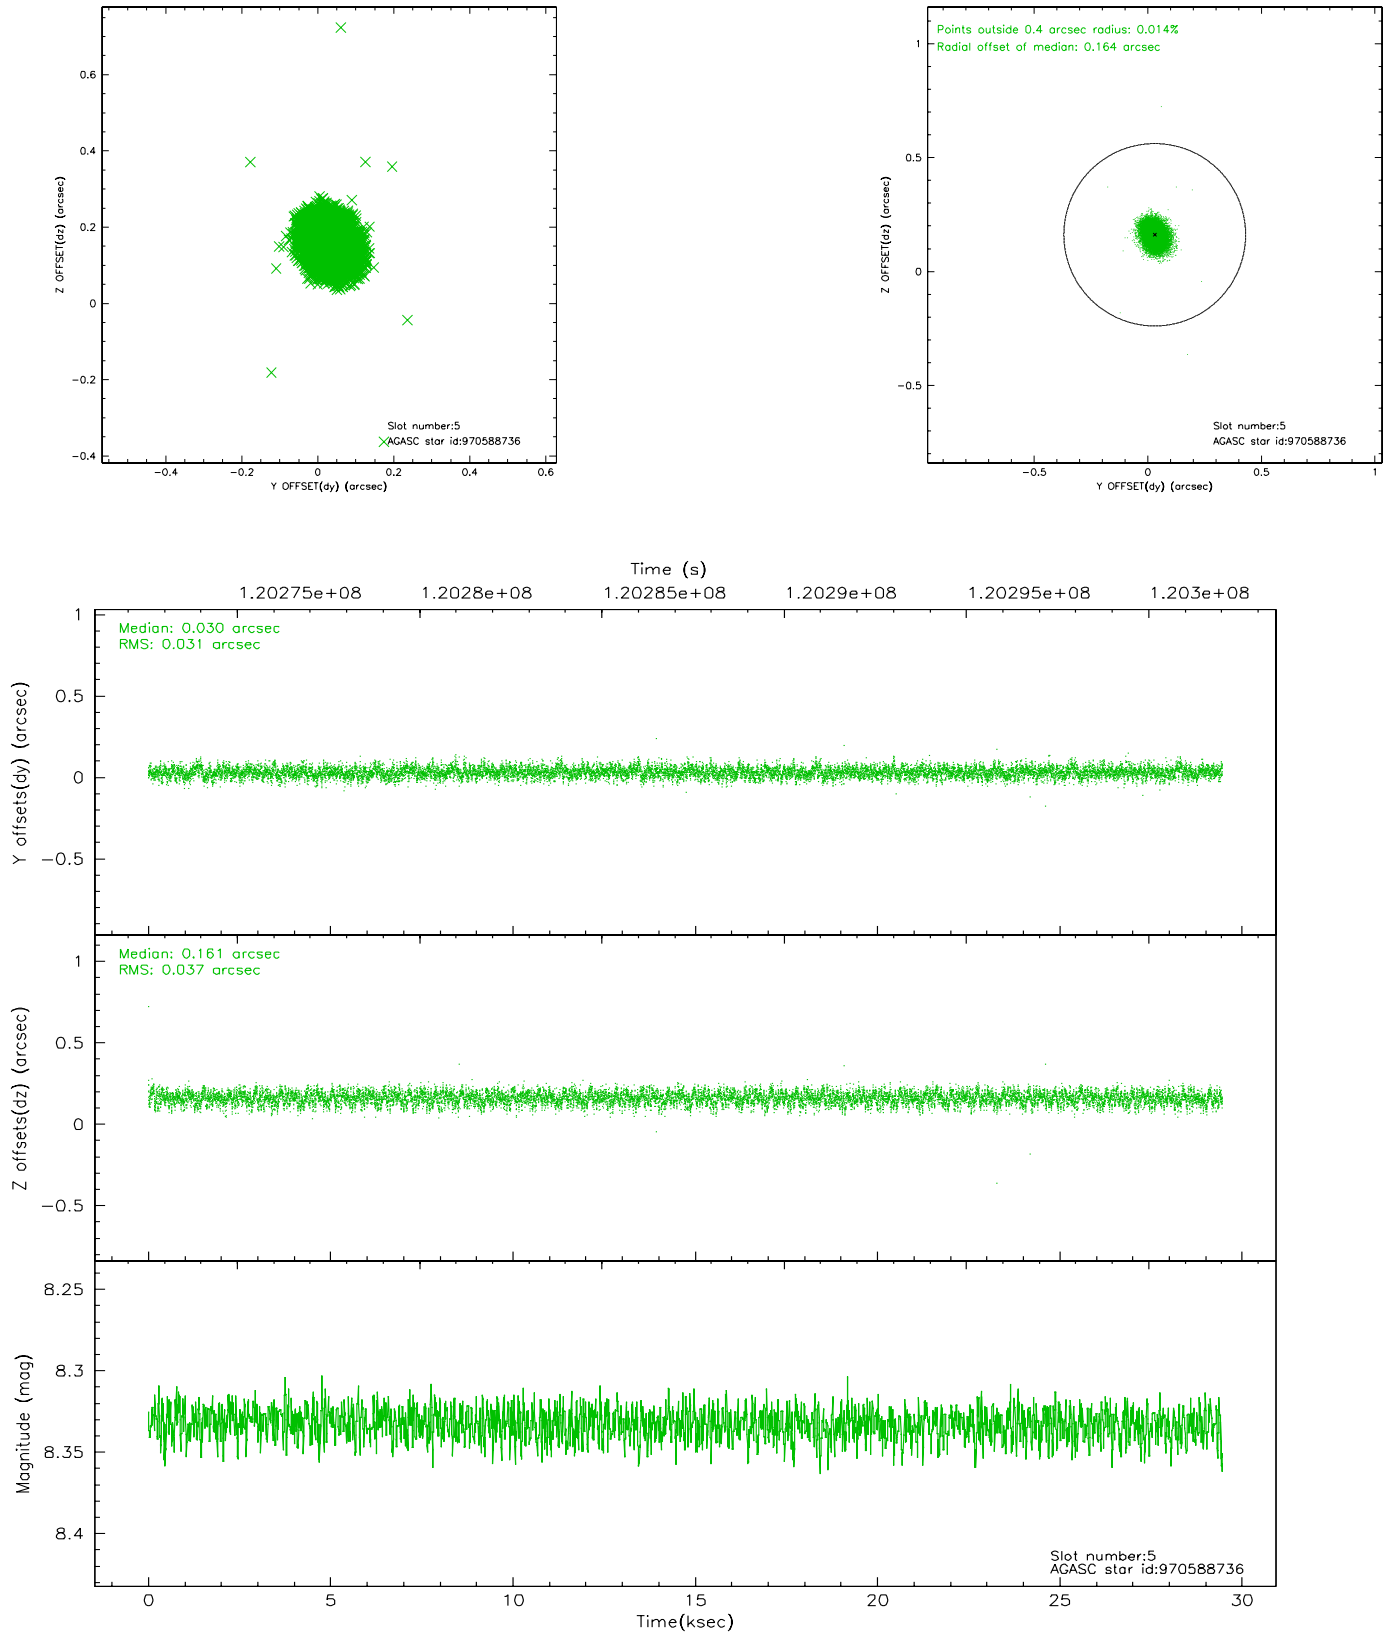 0.6
0.4
0.2
0
−0.2
−0.4
Z OFFSET(dz) (arcsec)
Slot number:5
AGASC star id:970588736
−0.4 −0.2 0 0.2 0.4 0.6
Y OFFSET(dy) (arcsec)
Points outside 0.4 arcsec radius: 0.014%
Radial offset of median: 0.164 arcsec
1
0.5
0
−0.5
Z OFFSET(dz) (arcsec)
Slot number:5
AGASC star id:970588736
−0.5 0 0.5 1
Y OFFSET(dy) (arcsec)
Time (s)
1.20275e+08 1.2028e+08 1.20285e+08 1.2029e+08 1.20295e+08 1.203e+08
Median: 0.030 arcsec
RMS: 0.031 arcsec
1
0.5
0
−0.5
Y offsets(dy) (arcsec)
Median: 0.161 arcsec
RMS: 0.037 arcsec
1
0.5
0
−0.5
Z offsets(dz) (arcsec)
8.25
8.3
8.35
8.4
Magnitude (mag)
Slot number:5
AGASC star id:970588736
0 5 10 15 20 25 30
Time(ksec)